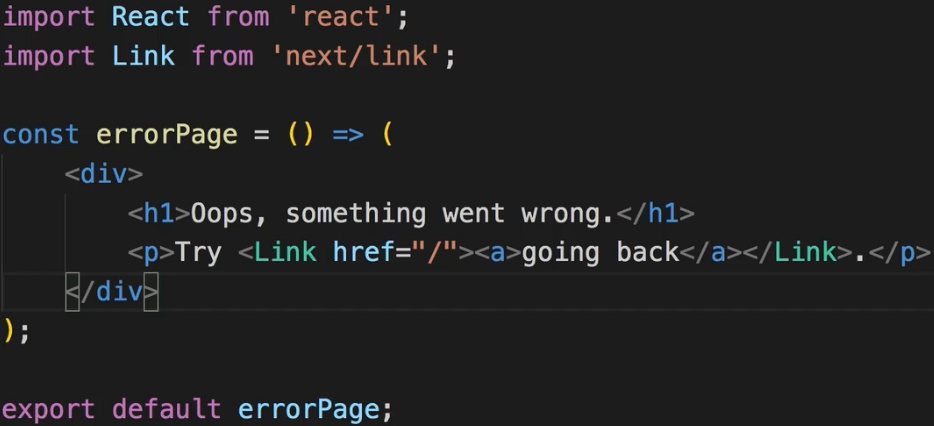 import React from 'react';
import Link from 'next/link';
const errorPage = () => (
<div>
<h1>Oops, something went wrong.</h1>
<p>Try <Link href="/"><a>going back</a></Link>.</p>
</div>
);
export default errorPage;